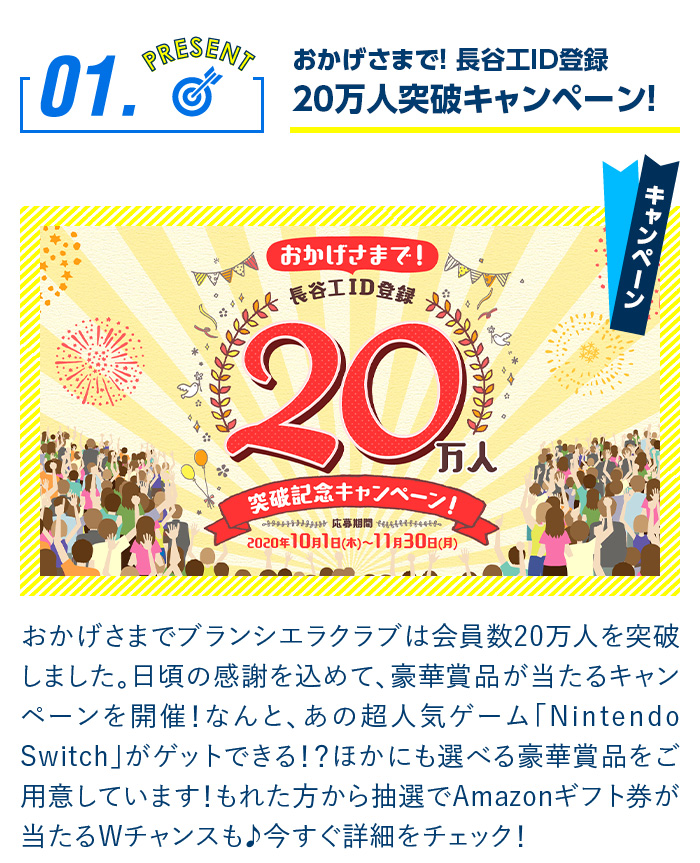 01.
PRESENT
おかげさまで! 長谷工ID登録
20万人突破キャンペーン!
キャンペーン
おかげさまで!
長谷工ID登録
20
万人
突破記念キャンペーン!
応募期間
2020年10月1日(木)〜11月30日(月)
おかげさまでブランシエラクラブは会員数20万人を突破
しました。日頃の感謝を込めて、豪華賞品が当たるキャン
ペーンを開催!なんと、あの超人気ゲーム「Nintendo
Switch」がゲットできる!?ほかにも選べる豪華賞品をご
用意しています!もれた方から抽選でAmazonギフト券が
当たるWチャンスも♪今すぐ詳細をチェック!